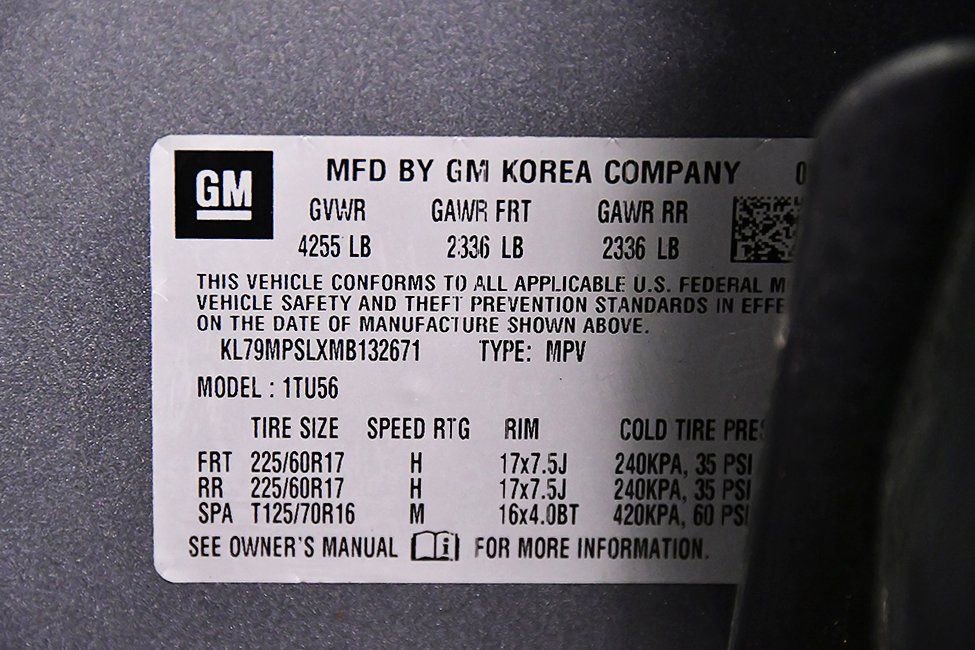 GM
MFD BY GM KOREA COMPANY 0
GVWR GAWR FRT GAWR RR
4255 LB 2336 LB 2336 LB
THIS VEHICLE CONFORMS TO ALL APPLICABLE U.S. FEDERAL M
VEHICLE SAFETY AND THEFT PREVENTION STANDARDS IN EFFE
ON THE DATE OF MANUFACTURE SHOWN ABOVE.
KL79MPSLXMB132671 TYPE: MPV
MODEL : 1TU56
TIRE SIZE SPEED RTG RIM COLD TIRE PRES
FRT 225/60R17 H 17x7.5J 240KPA, 35 PSI
RR 225/60R17 H 17x7.5J 240KPA, 35 PSI
SPA T125/70R16 M 16x4.0BT 420KPA, 60 PSI
SEE OWNER'S MANUAL i FOR MORE INFORMATION.